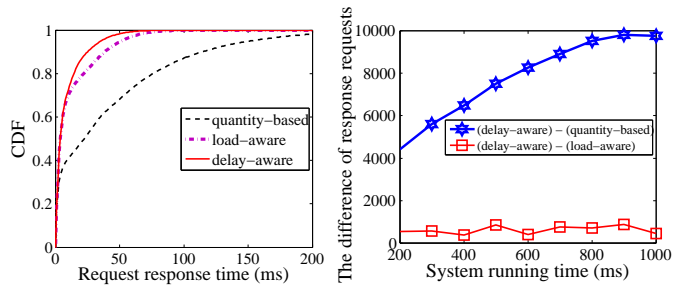 CDF
1
0.8
0.6
0.4
0.2
0
0
50
100
150
200
Request response time (ms)
quantity−based
load−aware
delay−aware
The difference of response requests
10000
8000
6000
4000
2000
0
200
400
600
800
1000
System running time (ms)
(delay−aware) − (quantity−based)
(delay−aware) − (load−aware)